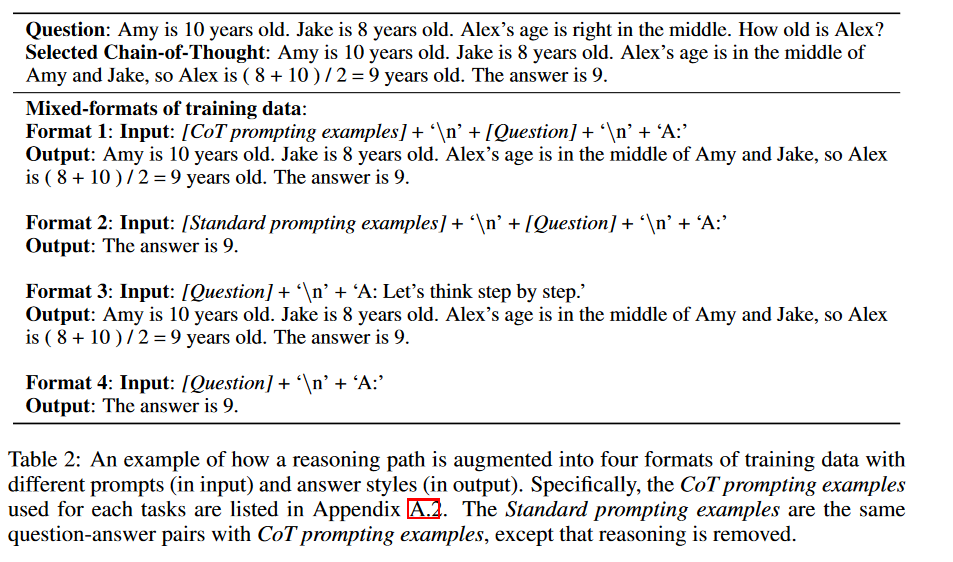 Question: Amy is 10 years old. Jake is 8 years old. Alex’s age is right in the middle. How old is Alex?
Selected Chain-of-Thought: Amy is 10 years old. Jake is 8 years old. Alex’s age is in the middle of
Amy and Jake, so Alex is ( 8 + 10 ) / 2 = 9 years old. The answer is 9.
Mixed-formats of training data:
Format 1: Input: [CoT prompting examples] + ‘\n’ + [Question] + ‘\n’ + ‘A:’
Output: Amy is 10 years old. Jake is 8 years old. Alex’s age is in the middle of Amy and Jake, so Alex
is ( 8 + 10 ) / 2 = 9 years old. The answer is 9.
Format 2: Input: [Standard prompting examples] + ‘\n’ + [Question] + ‘\n’ + ‘A:’
Output: The answer is 9.
Format 3: Input: [Question] + ‘\n’ + ‘A: Let’s think step by step.’
Output: Amy is 10 years old. Jake is 8 years old. Alex’s age is in the middle of Amy and Jake, so Alex
is ( 8 + 10 ) / 2 = 9 years old. The answer is 9.
Format 4: Input: [Question] + ‘\n’ + ‘A:’
Output: The answer is 9.
Table 2: An example of how a reasoning path is augmented into four formats of training data with
different prompts (in input) and answer styles (in output). Specifically, the CoT prompting examples
used for each tasks are listed in Appendix A.2. The Standard prompting examples are the same
question-answer pairs with CoT prompting examples, except that reasoning is removed.